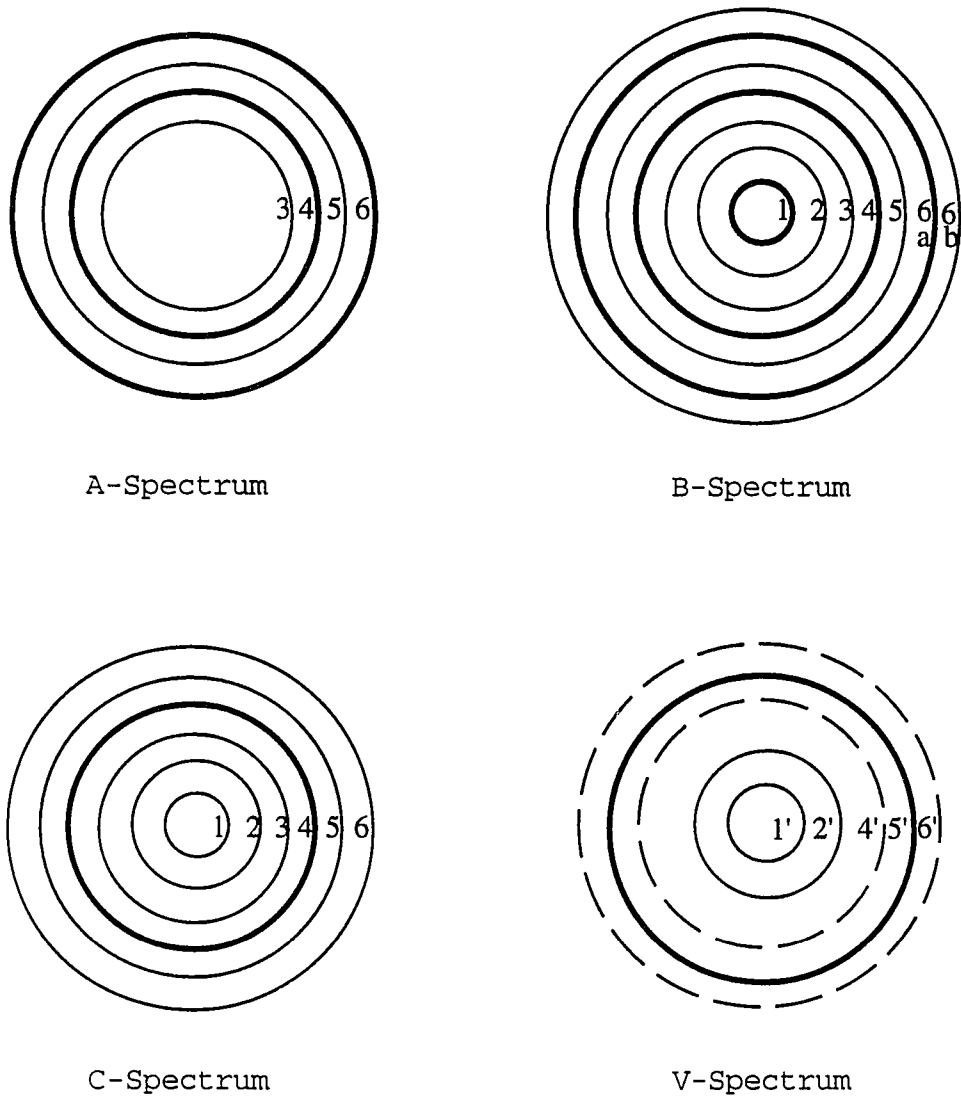 3 4 5 6
1 2 3 4 5 6 6
a b
A-Spectrum
B-Spectrum
1 2 3 4 5 6
1' 2' 4' 5' 6'
C-Spectrum
V-Spectrum